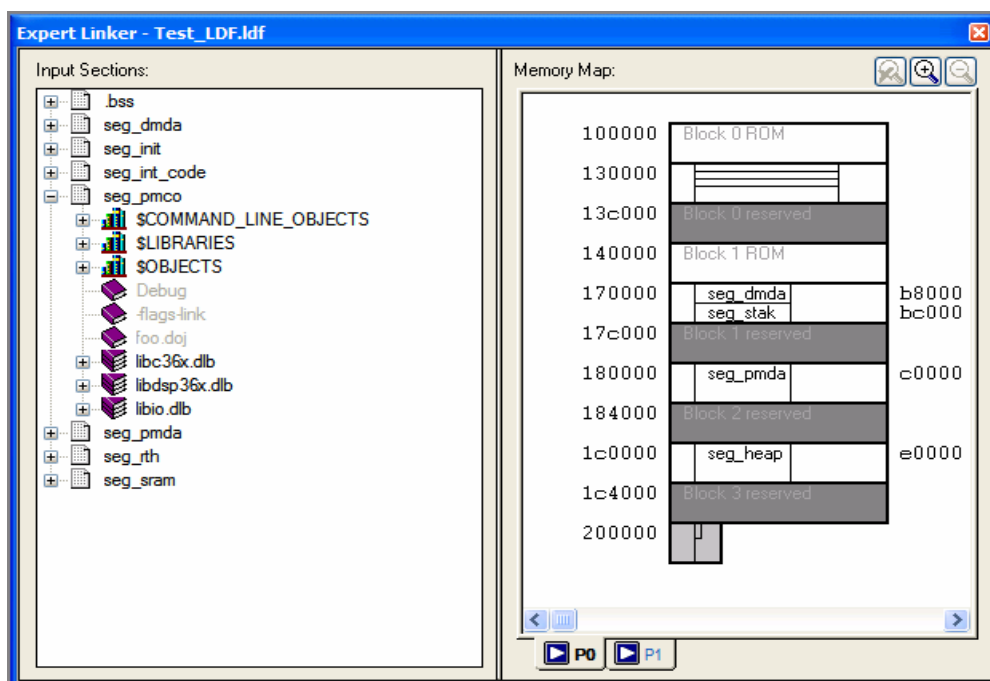 Expert Linker - Test_LDF.ldf
Input Sections:
.bss
seg_dmda
seg_init
seg_int_code
seg_pmco
$COMMAND_LINE_OBJECTS
$LIBRARIES
$OBJECTS
Debug
-flags-link
foo.doj
libc36x.dlb
libdsp36x.dlb
libio.dlb
seg_pmda
seg_rth
seg_sram
Memory Map:
100000 Block 0 ROM
130000
13c000 Block 0 reserved
140000 Block 1 ROM
170000 seg_dmda b8000
seg_stak bc000
17c000 Block 1 reserved
180000 seg_pmda c0000
184000 Block 2 reserved
1c0000 seg_heap e0000
1c4000 Block 3 reserved
200000
P0 P1